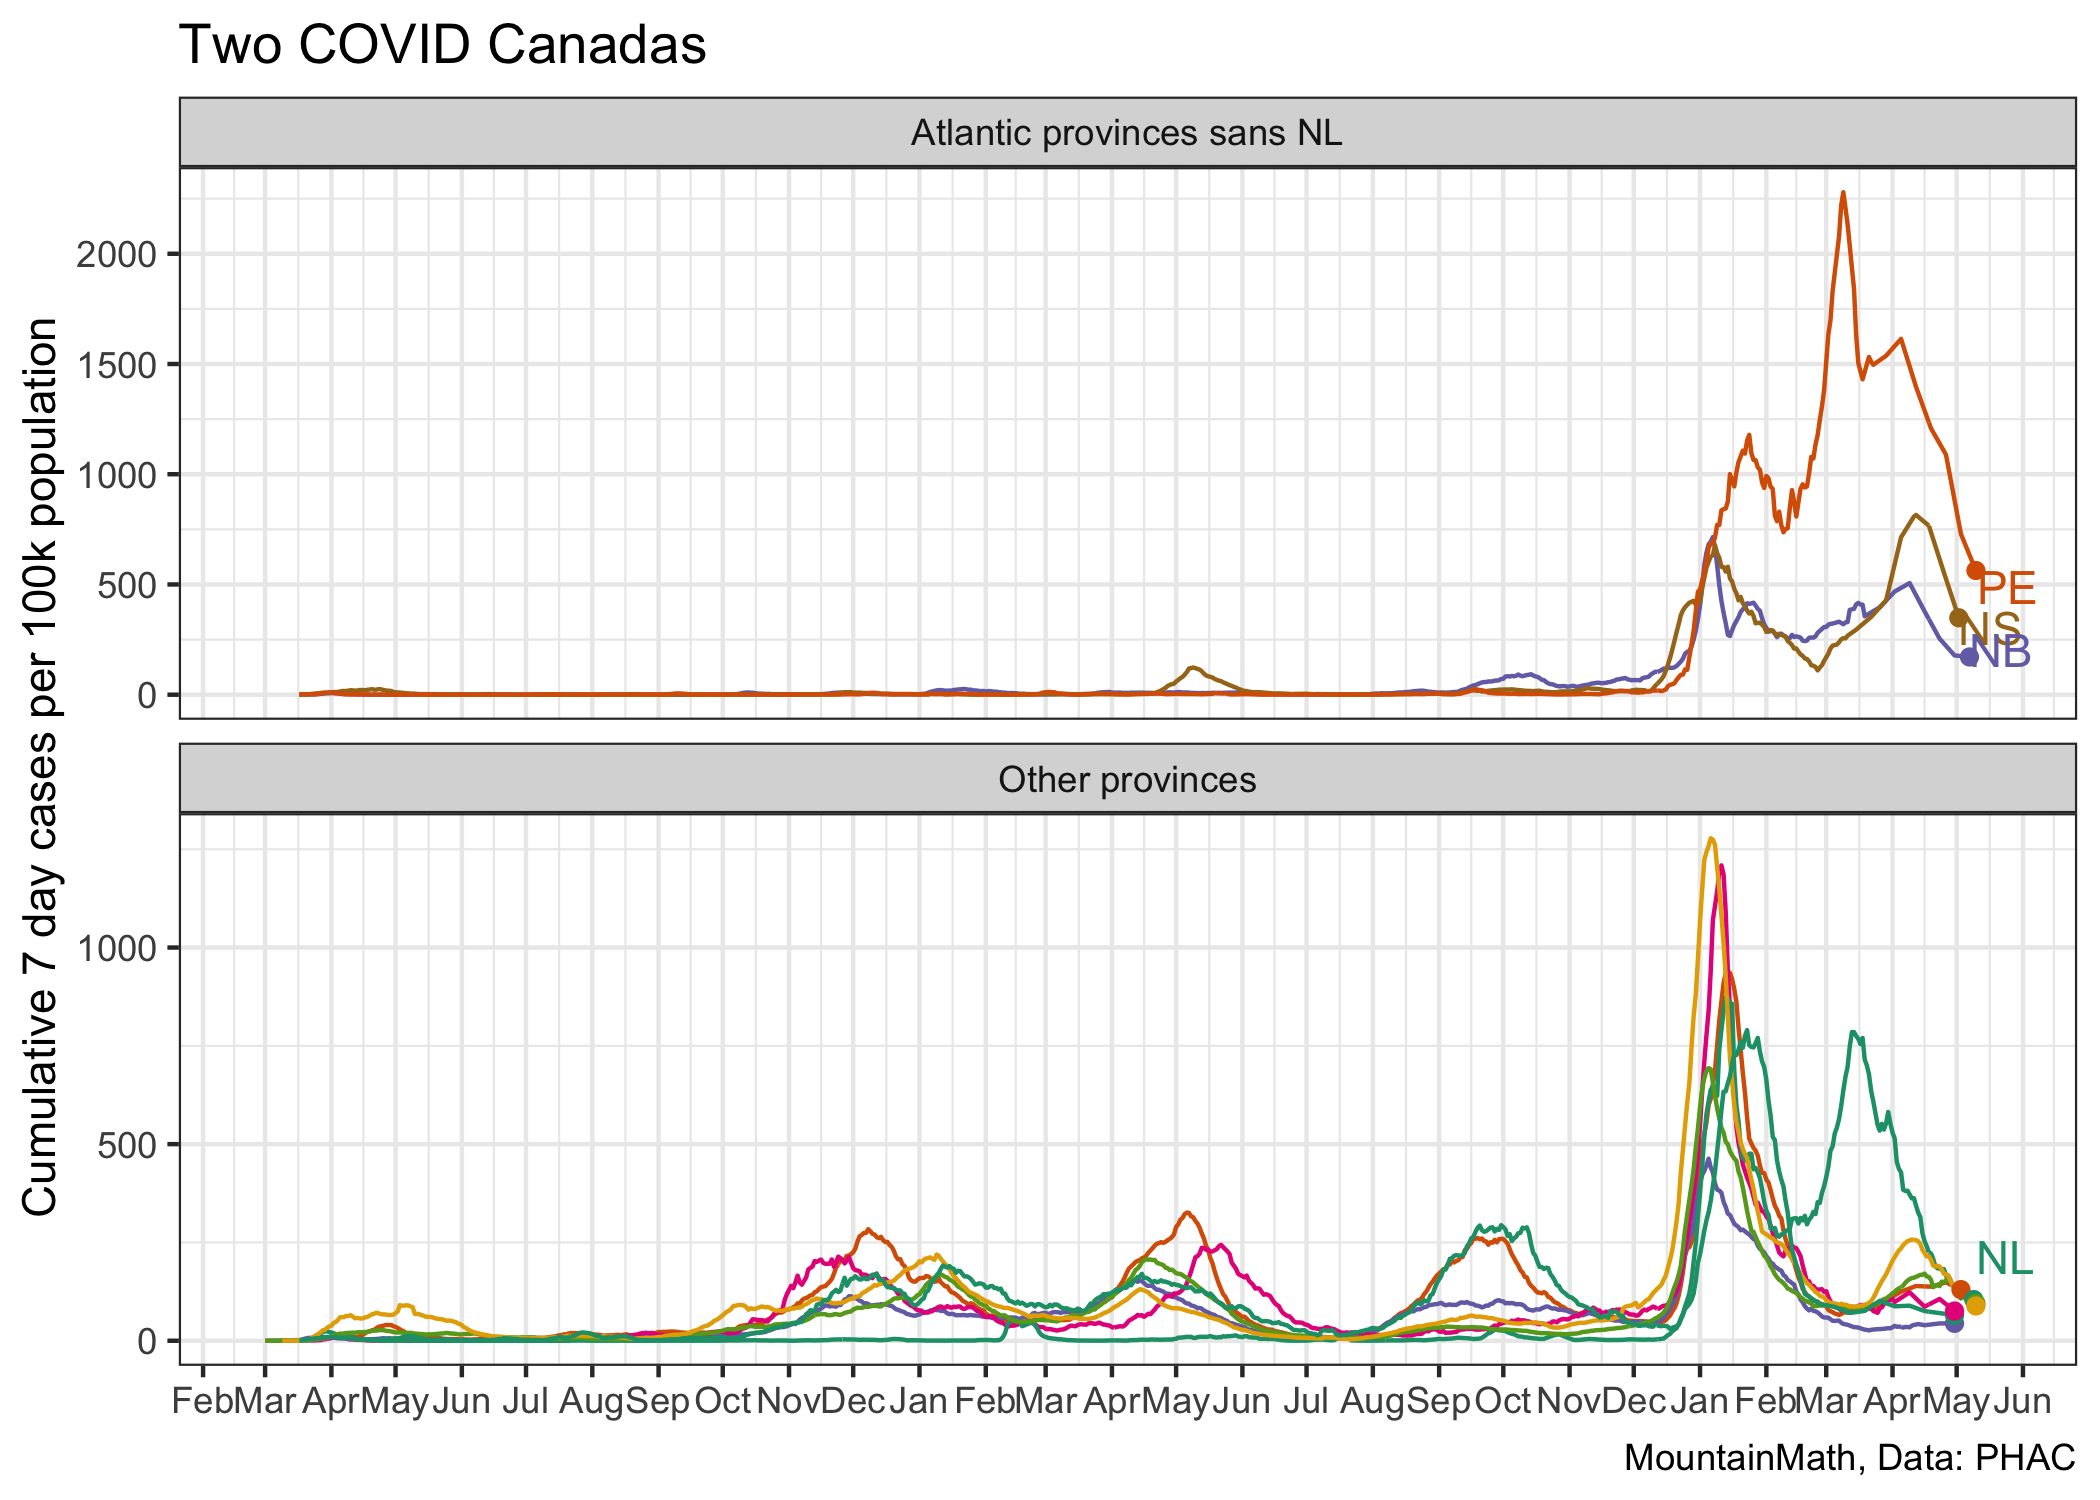 Two COVID Canadas
Atlantic provinces sans NL
Cumulative 7 day cases per 100k population
2000
1500
1000
500
0
PE
NS
NB
Other provinces
1000
500
0
NL
Feb Mar Apr May Jun Jul Aug Sep Oct Nov Dec Jan Feb Mar Apr May Jun Jul Aug Sep Oct Nov Dec Jan Feb Mar Apr May Jun
MountainMath, Data: PHAC